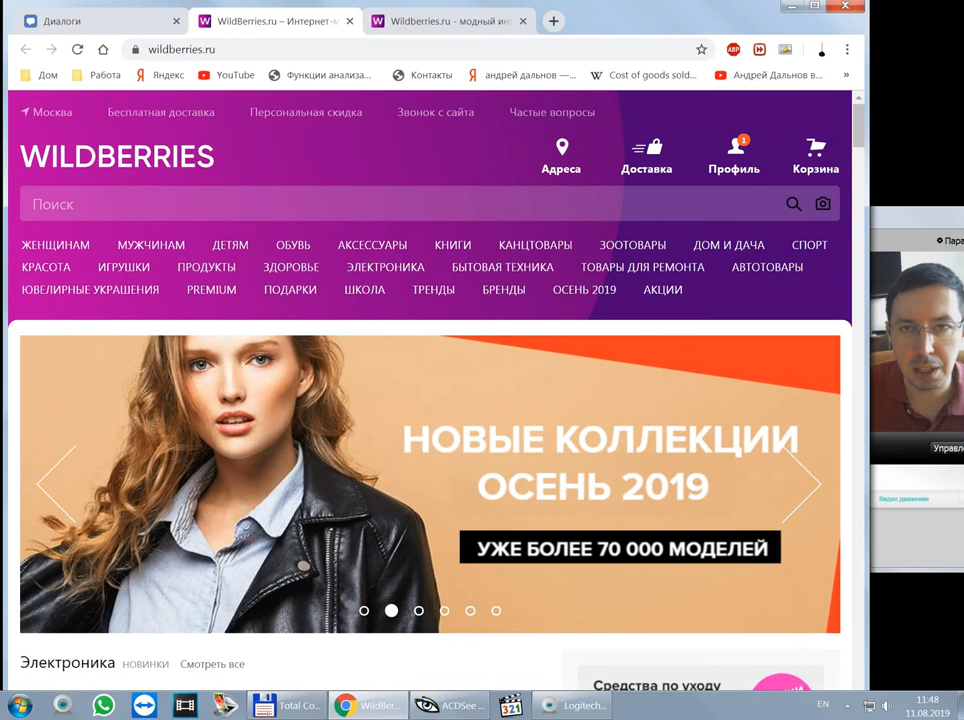 Диалоги
WildBerries.ru – Интернет-м
Wildberries.ru - модный ин
wildberries.ru
ABP
Дом
Работа
Яндекс
YouTube
Функции анализа...
Контакты
андрей дальнов —...
Cost of goods sold...
Андрей Дальнов в...
»
Москва
Бесплатная доставка
Персональная скидка
Звонок с сайта
Частые вопросы
WILDBERRIES
1
Адреса
Доставка
Профиль
Корзина
Поиск
ЖЕНЩИНАМ МУЖЧИНАМ ДЕТЯМ ОБУВЬ АКСЕССУАРЫ КНИГИ КАНЦТОВАРЫ ЗООТОВАРЫ ДОМ И ДАЧА СПОРТ
КРАСОТА ИГРУШКИ ПРОДУКТЫ ЗДОРОВЬЕ ЭЛЕКТРОНИКА БЫТОВАЯ ТЕХНИКА ТОВАРЫ ДЛЯ РЕМОНТА АВТОТОВАРЫ
ЮВЕЛИРНЫЕ УКРАШЕНИЯ PREMIUM ПОДАРКИ ШКОЛА ТРЕНДЫ БРЕНДЫ ОСЕНЬ 2019 АКЦИИ
НОВЫЕ КОЛЛЕКЦИИ
ОСЕНЬ 2019
УЖЕ БОЛЕЕ 70 000 МОДЕЛЕЙ
Электроника НОВИНКИ Смотреть все
Средства по уходу
Пара
Управл
Видео движения
Total Co...
WildBer...
ACDSee ...
321
Logitech...
EN
11:48
11.08.2019